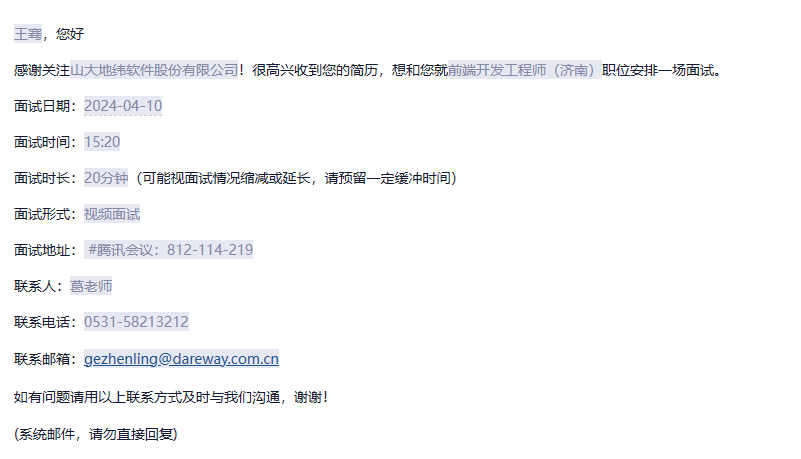 王骞，您好
感谢关注山大地纬软件股份有限公司！很高兴收到您的简历，想和您就前端开发工程师（济南）职位安排一场面试。
面试日期：2024-04-10
面试时间：15:20
面试时长：20分钟（可能视面试情况缩减或延长，请预留一定缓冲时间）
面试形式：视频面试
面试地址： #腾讯会议：812-114-219
联系人：葛老师
联系电话：0531-58213212
联系邮箱：gezhenling@dareway.com.cn
如有问题请用以上联系方式及时与我们沟通，谢谢！
(系统邮件，请勿直接回复)